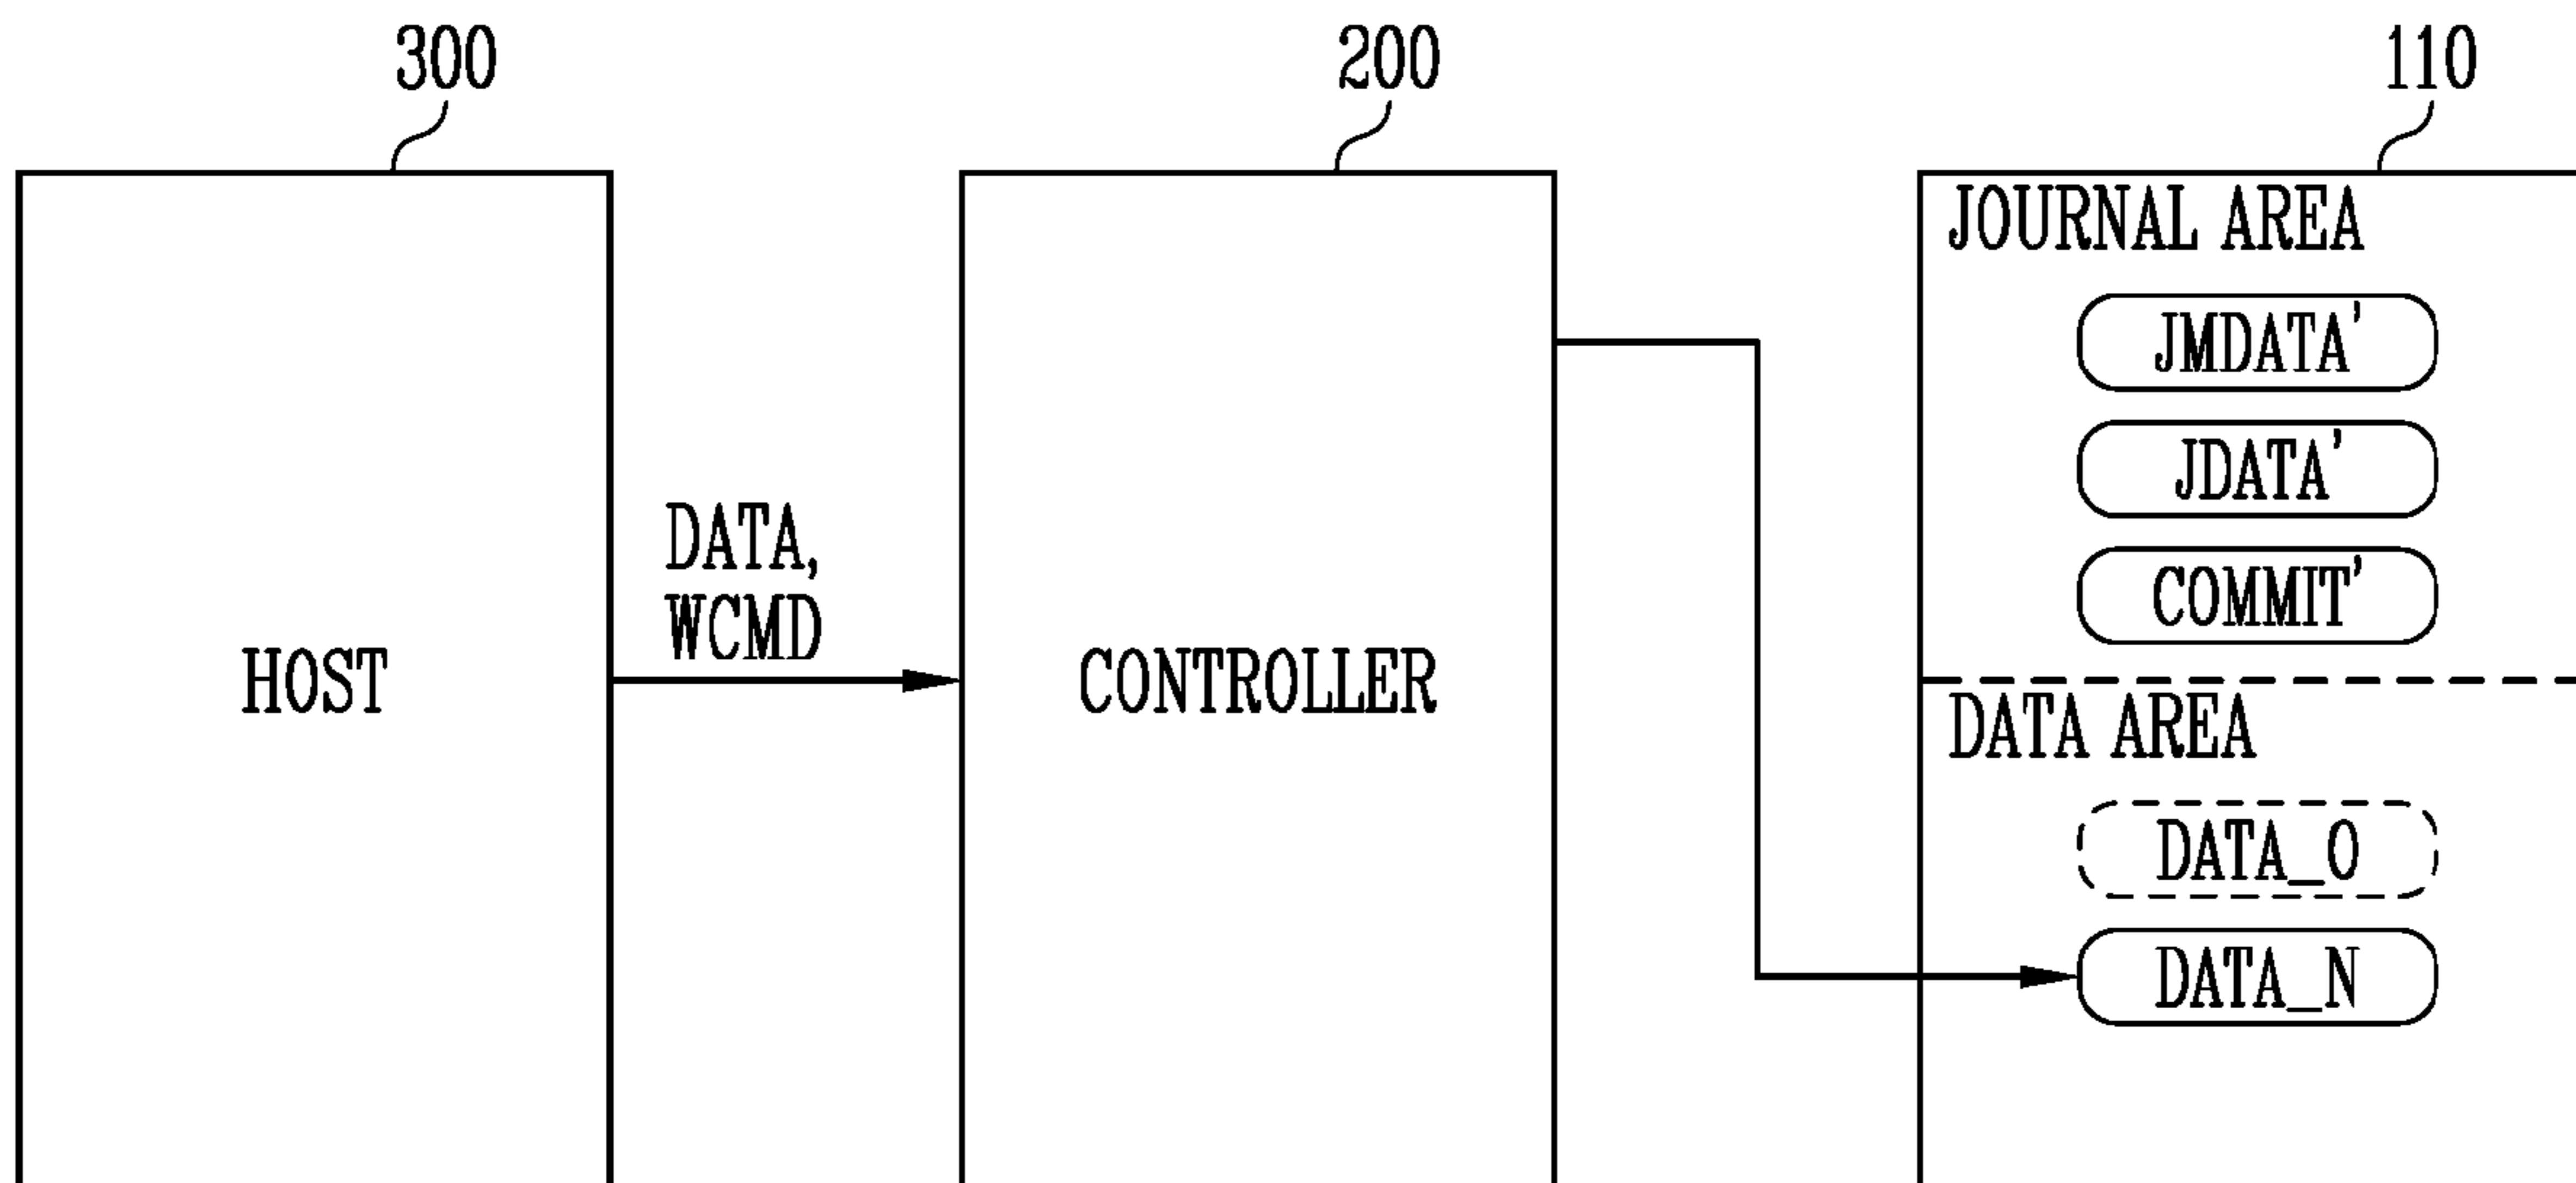 300
200
110
HOST
DATA,
WCMD
CONTROLLER
JOURNAL AREA
JMDATA'
JDATA'
COMMIT'
DATA AREA
DATA_O
DATA_N